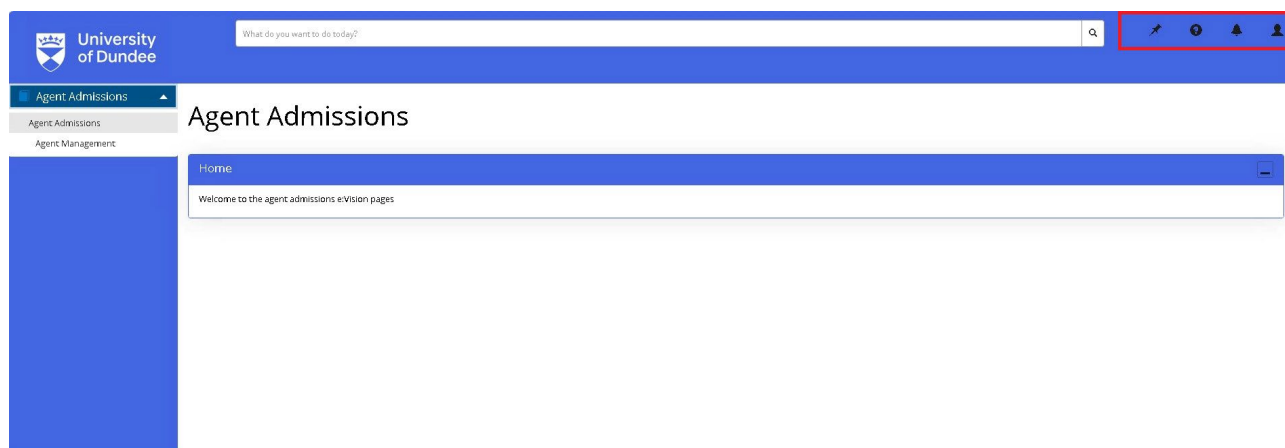 University
of Dundee
What do you want to do today?
Agent Admissions
Agent Admissions
Agent Management
Agent Admissions
Home
Welcome to the agent admissions e:Vision pages